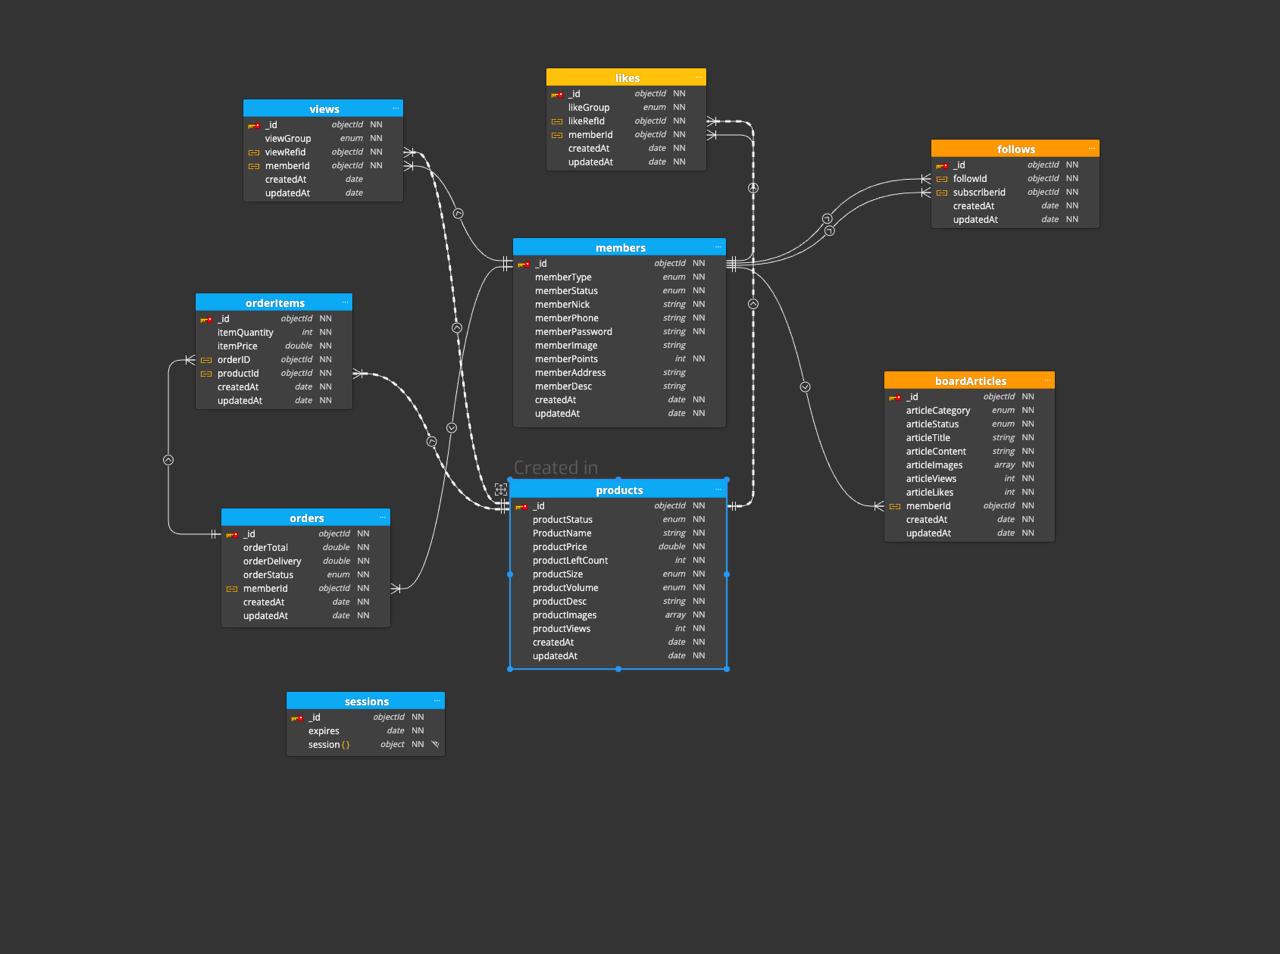 likes
_id objectId NN
likeGroup enum NN
likeRefId objectId NN
memberId objectId NN
createdAt date NN
updatedAt date NN
views
_id objectId NN
viewGroup enum NN
viewRefid objectId NN
memberId objectId NN
createdAt date
updatedAt date
follows
_id objectId NN
followId objectId NN
subscriberId objectId NN
createdAt date NN
updatedAt date NN
members
_id objectId NN
memberType enum NN
memberStatus enum NN
memberNick string NN
memberPhone string NN
memberPassword string NN
memberImage string
memberPoints int NN
memberAddress string
memberDesc string
createdAt date NN
updatedAt date NN
orderItems
_id objectId NN
itemQuantity int NN
itemPrice double NN
orderID objectId NN
productId objectId NN
createdAt date NN
updatedAt date NN
boardArticles
_id objectId NN
articleCategory enum NN
articleStatus enum NN
articleTitle string NN
articleContent string NN
articleImages array NN
articleViews int NN
articleLikes int NN
memberId objectId NN
createdAt date NN
updatedAt date NN
Created in
products
_id objectId NN
productStatus enum NN
ProductName string NN
productPrice double NN
productLeftCount int NN
productSize enum NN
productVolume enum NN
productDesc string NN
productImages array NN
productViews int NN
createdAt date NN
updatedAt date NN
orders
_id objectId NN
orderTotal double NN
orderDelivery double NN
orderStatus enum NN
memberId objectId NN
createdAt date NN
updatedAt date NN
sessions
_id objectId NN
expires date NN
session{} object NN